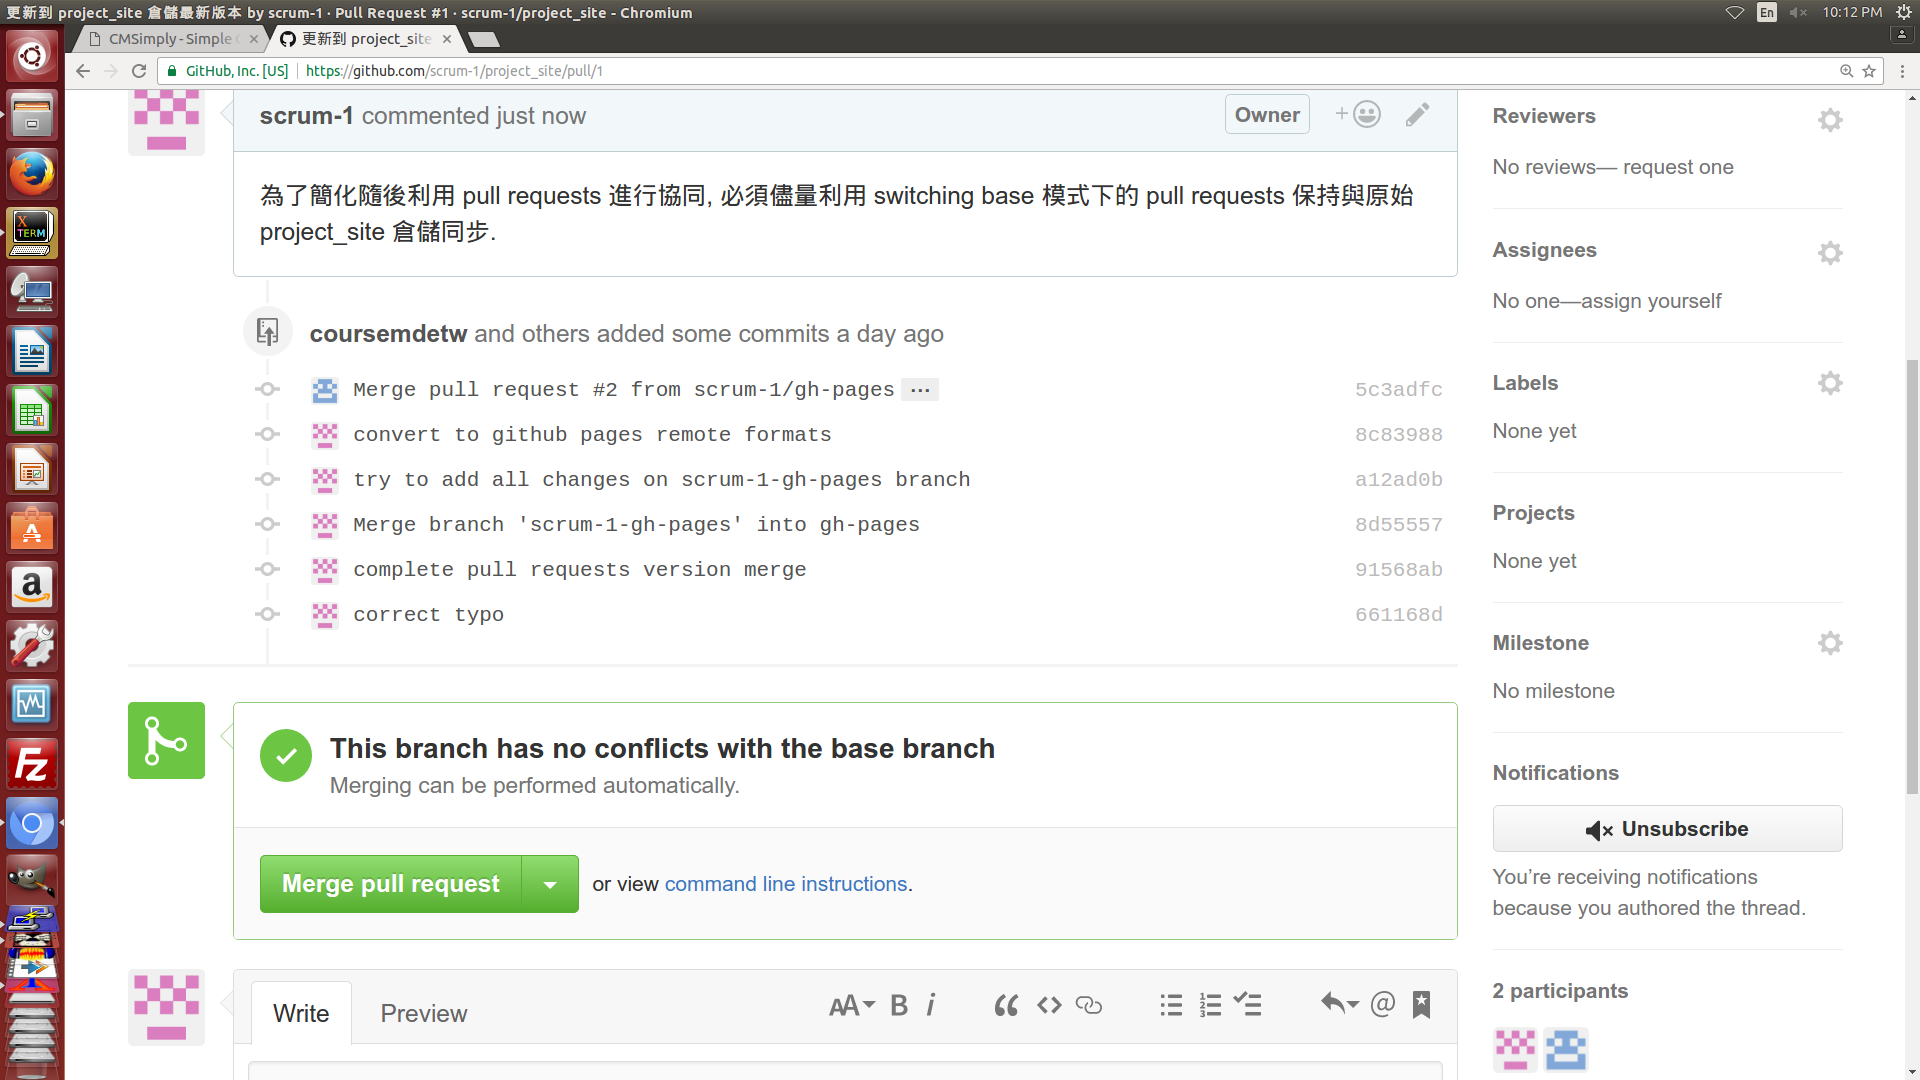 更新到 project_site 倉儲最新版本 by scrum-1 · Pull Request #1 · scrum-1/project_site - Chromium
En
10:12 PM
CMSimply - Simple
更新到 project_site
GitHub, Inc. [US]
https://github.com/scrum-1/project_site/pull/1
scrum-1 commented just now
Owner
為了簡化隨後利用 pull requests 進行協同, 必須儘量利用 switching base 模式下的 pull requests 保持與原始
project_site 倉儲同步.
coursemdetw and others added some commits a day ago
Merge pull request #2 from scrum-1/gh-pages …
5c3adfc
convert to github pages remote formats
8c83988
try to add all changes on scrum-1-gh-pages branch
a12ad0b
Merge branch 'scrum-1-gh-pages' into gh-pages
8d55557
complete pull requests version merge
91568ab
correct typo
661168d
This branch has no conflicts with the base branch
Merging can be performed automatically.
Merge pull request
or view command line instructions.
Write
Preview
AA
B
i
@
Reviewers
No reviews— request one
Assignees
No one—assign yourself
Labels
None yet
Projects
None yet
Milestone
No milestone
Notifications
Unsubscribe
You’re receiving notifications
because you authored the thread.
2 participants
X
TERM
a
Fz